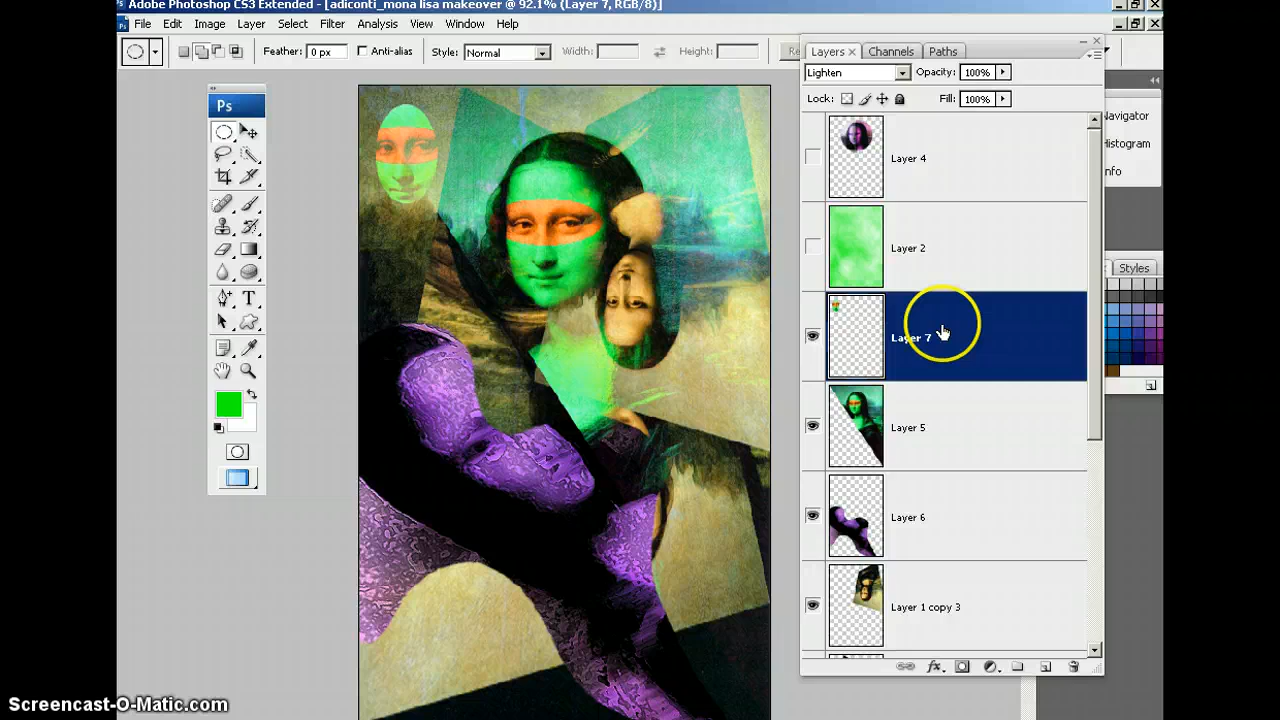 Adobe Photoshop CS3 Extended - [adiconti_mona lisa makeover @ 92.1% (Layer 7, RGB/8)]
File Edit Image Layer Select Filter Analysis View Window Help
Feather: 0 px Anti-alias Style: Normal Width: Height: Re
Layers × Channels Paths
Lighten Opacity: 100%
Lock: Fill: 100%
Ps
Navigator
Histogram
nfo
Layer 4
Layer 2
Styles
Layer 7
Layer 5
Layer 6
Layer 1 copy 3
T
fx
Screencast-O-Matic.com